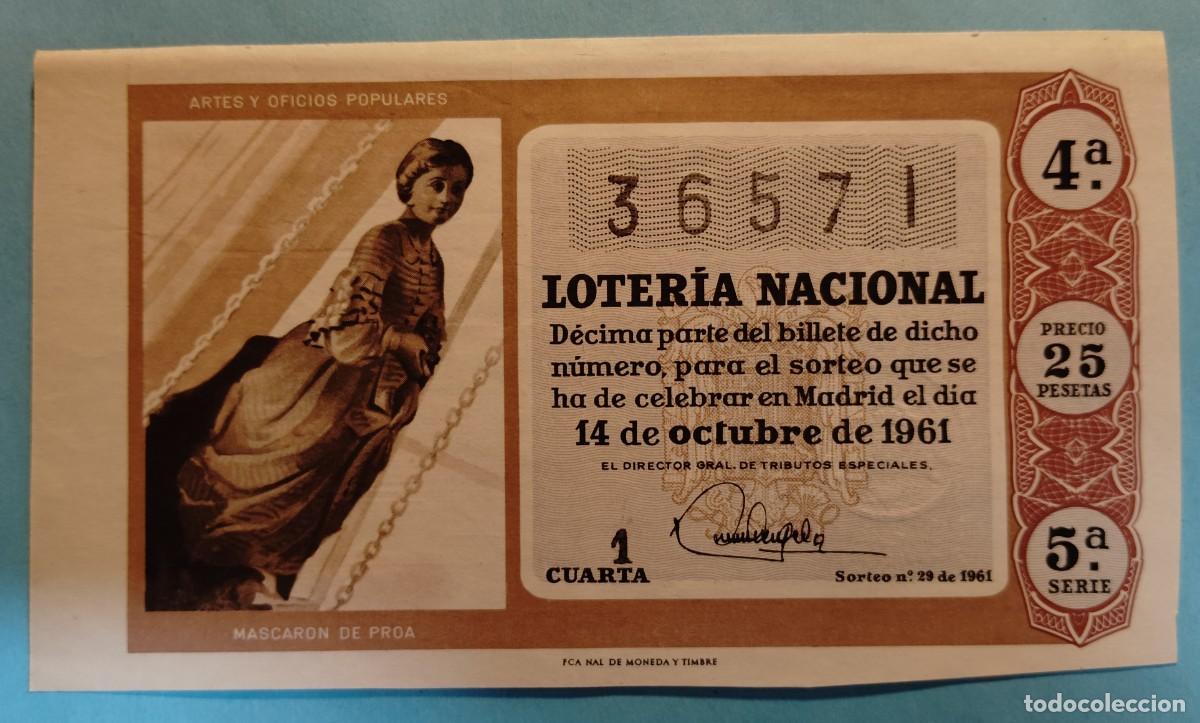 ARTES Y OFICIOS POPULARES
MASCARON DE PROA
36571
LOTERÍA NACIONAL
Décima parte del billete de dicho
número, para el sorteo que se
ha de celebrar en Madrid el día
14 de octubre de 1961
EL DIRECTOR GRAL. DE TRIBUTOS ESPECIALES,
1
CUARTA
Sorteo n.º 29 de 1961
4ª.
PRECIO
25
PESETAS
5ª.
SERIE
FCA NAL DE MONEDA Y TIMBRE
todocoleccion